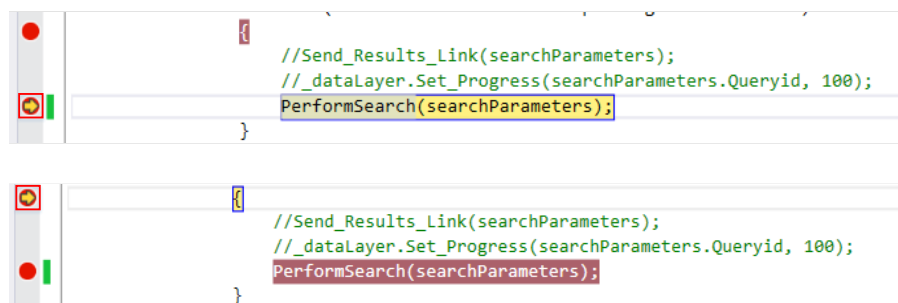 {
//Send_Results_Link(searchParameters);
//_dataLayer.Set_Progress(searchParameters.Queryid, 100);
PerformSearch(searchParameters);
}
{
//Send_Results_Link(searchParameters);
//_dataLayer.Set_Progress(searchParameters.Queryid, 100);
PerformSearch(searchParameters);
}